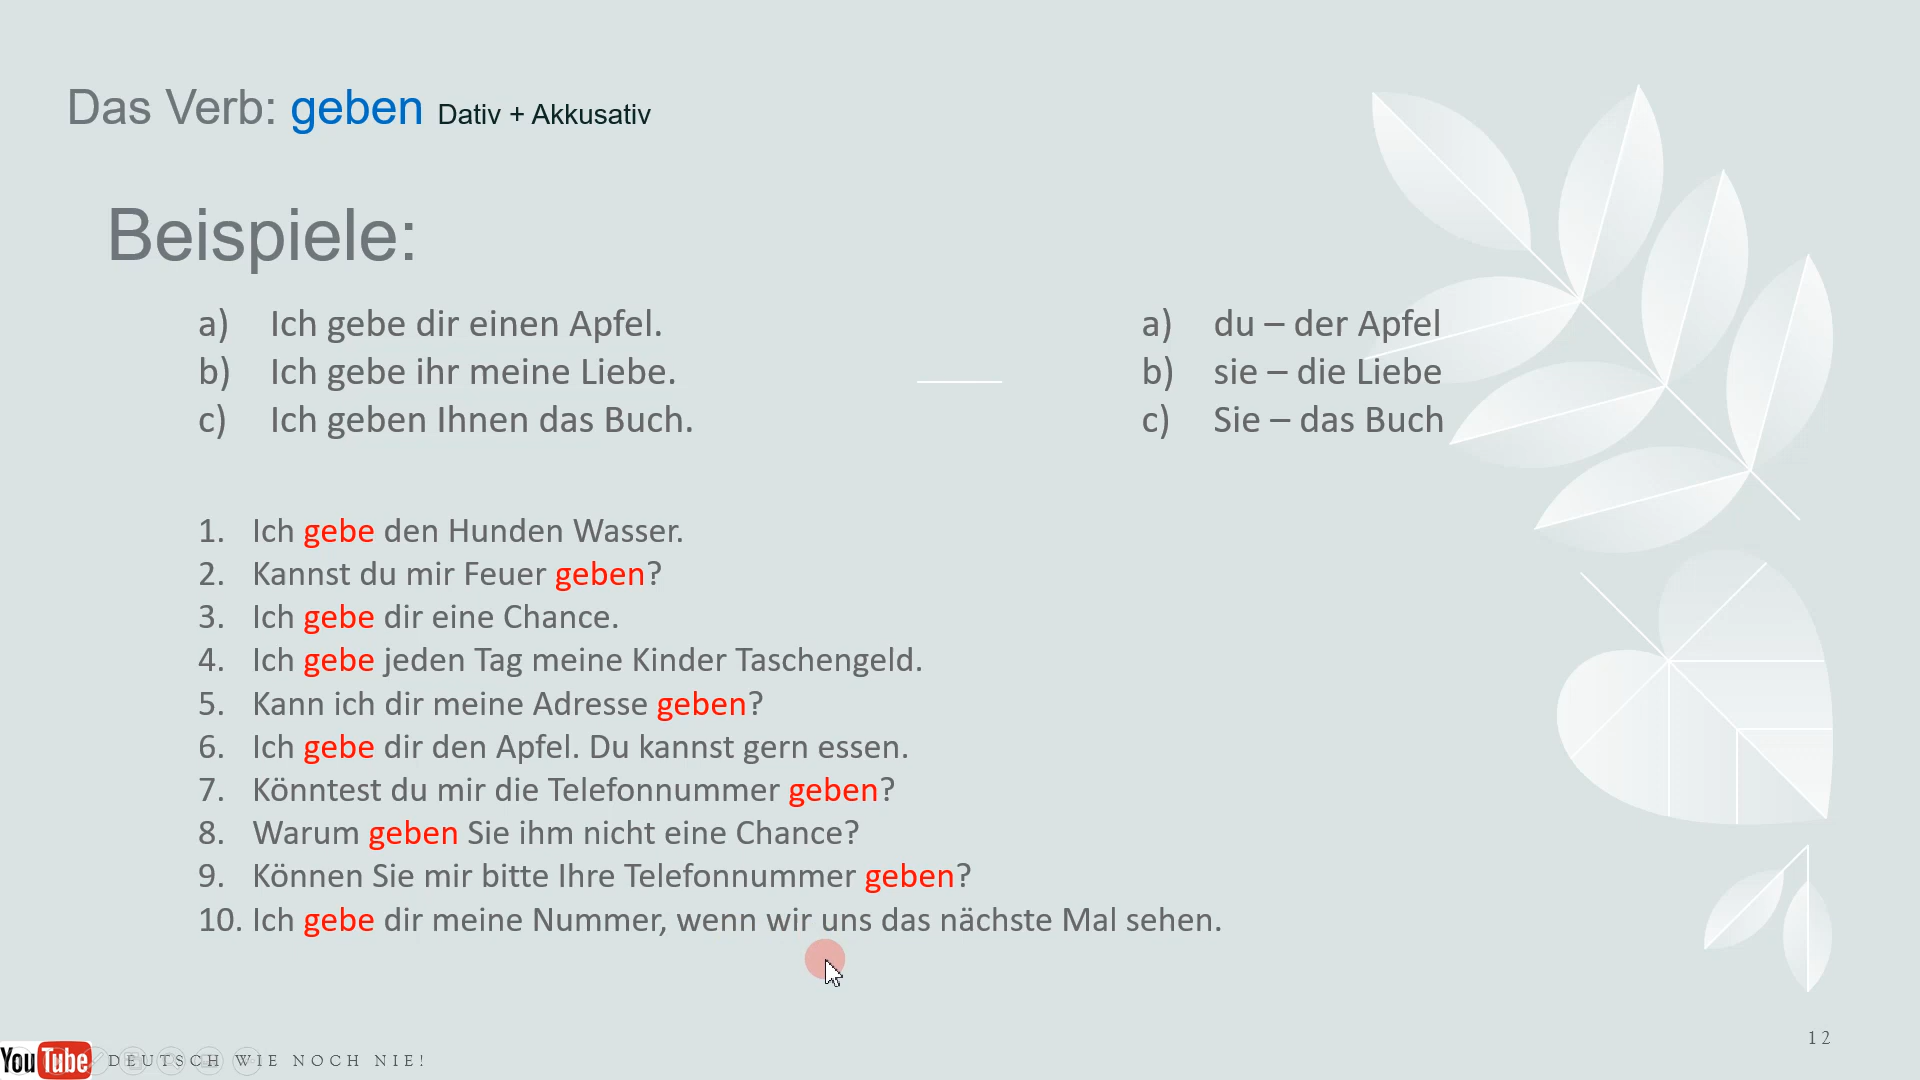 Das Verb: geben Dativ + Akkusativ
Beispiele:
a) Ich gebe dir einen Apfel.
b) Ich gebe ihr meine Liebe.
c) Ich geben Ihnen das Buch.
a) du – der Apfel
b) sie – die Liebe
c) Sie – das Buch
1. Ich gebe den Hunden Wasser.
2. Kannst du mir Feuer geben?
3. Ich gebe dir eine Chance.
4. Ich gebe jeden Tag meine Kinder Taschengeld.
5. Kann ich dir meine Adresse geben?
6. Ich gebe dir den Apfel. Du kannst gern essen.
7. Könntest du mir die Telefonnummer geben?
8. Warum geben Sie ihm nicht eine Chance?
9. Können Sie mir bitte Ihre Telefonnummer geben?
10. Ich gebe dir meine Nummer, wenn wir uns das nächste Mal sehen.
12
YouTube DEUTSCH WIE NOCH NIE!